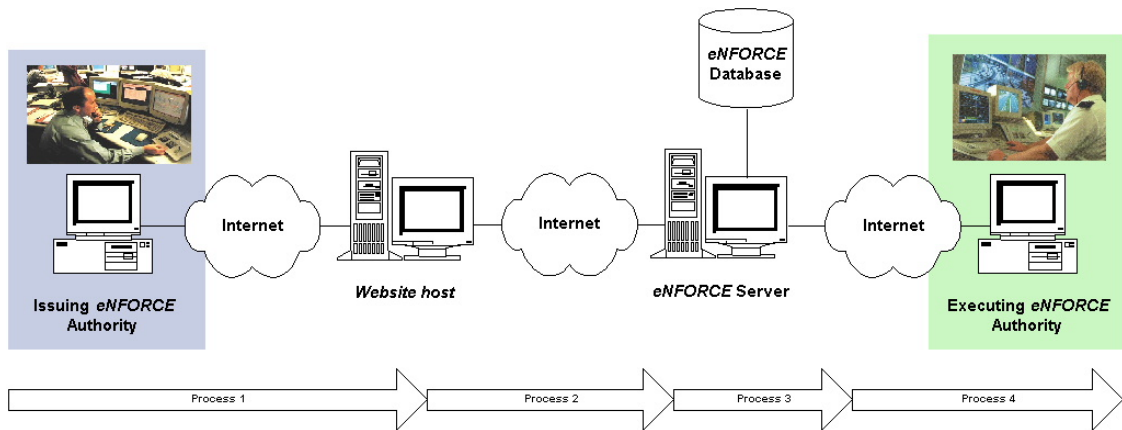 eNFORCE
Database
Internet
Internet
Internet
Issuing eNFORCE
Authority
Website host
eNFORCE Server
Executing eNFORCE
Authority
Process 1
Process 2
Process 3
Process 4